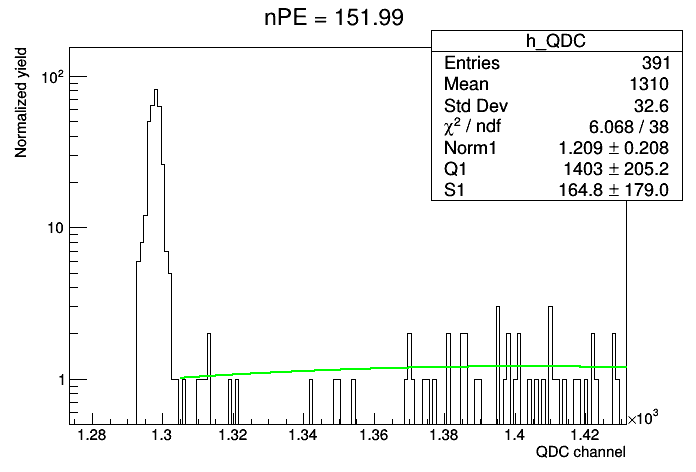 nPE = 151.99
h_QDC
Entries 391
Mean 1310
Std Dev 32.6
χ² / ndf 6.068 / 38
Norm1 1.209 ± 0.208
Q1 1403 ± 205.2
S1 164.8 ± 179.0
Normalized yield
10²
10
1
1.28 1.3 1.32 1.34 1.36 1.38 1.4 1.42
×10³
QDC channel